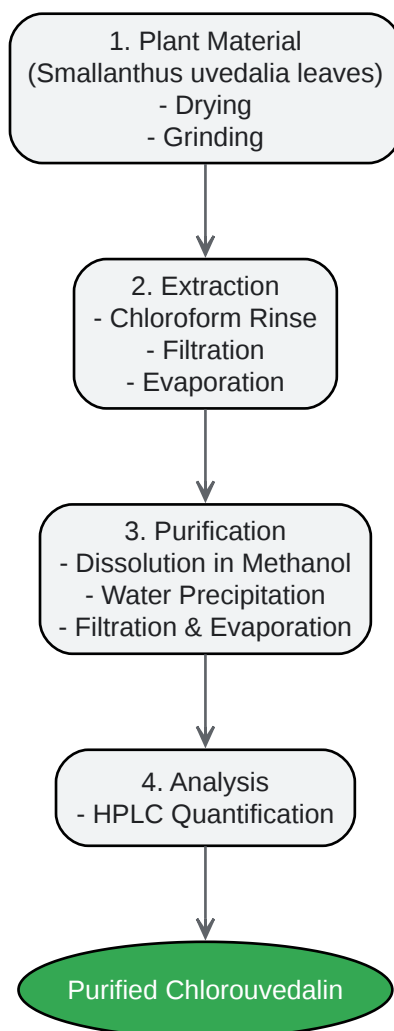 1. Plant Material
(Smallanthus uvedalia leaves)
- Drying
- Grinding
2. Extraction
- Chloroform Rinse
- Filtration
- Evaporation
3. Purification
- Dissolution in Methanol
- Water Precipitation
- Filtration & Evaporation
4. Analysis
- HPLC Quantification
Purified Chlorouvedalin